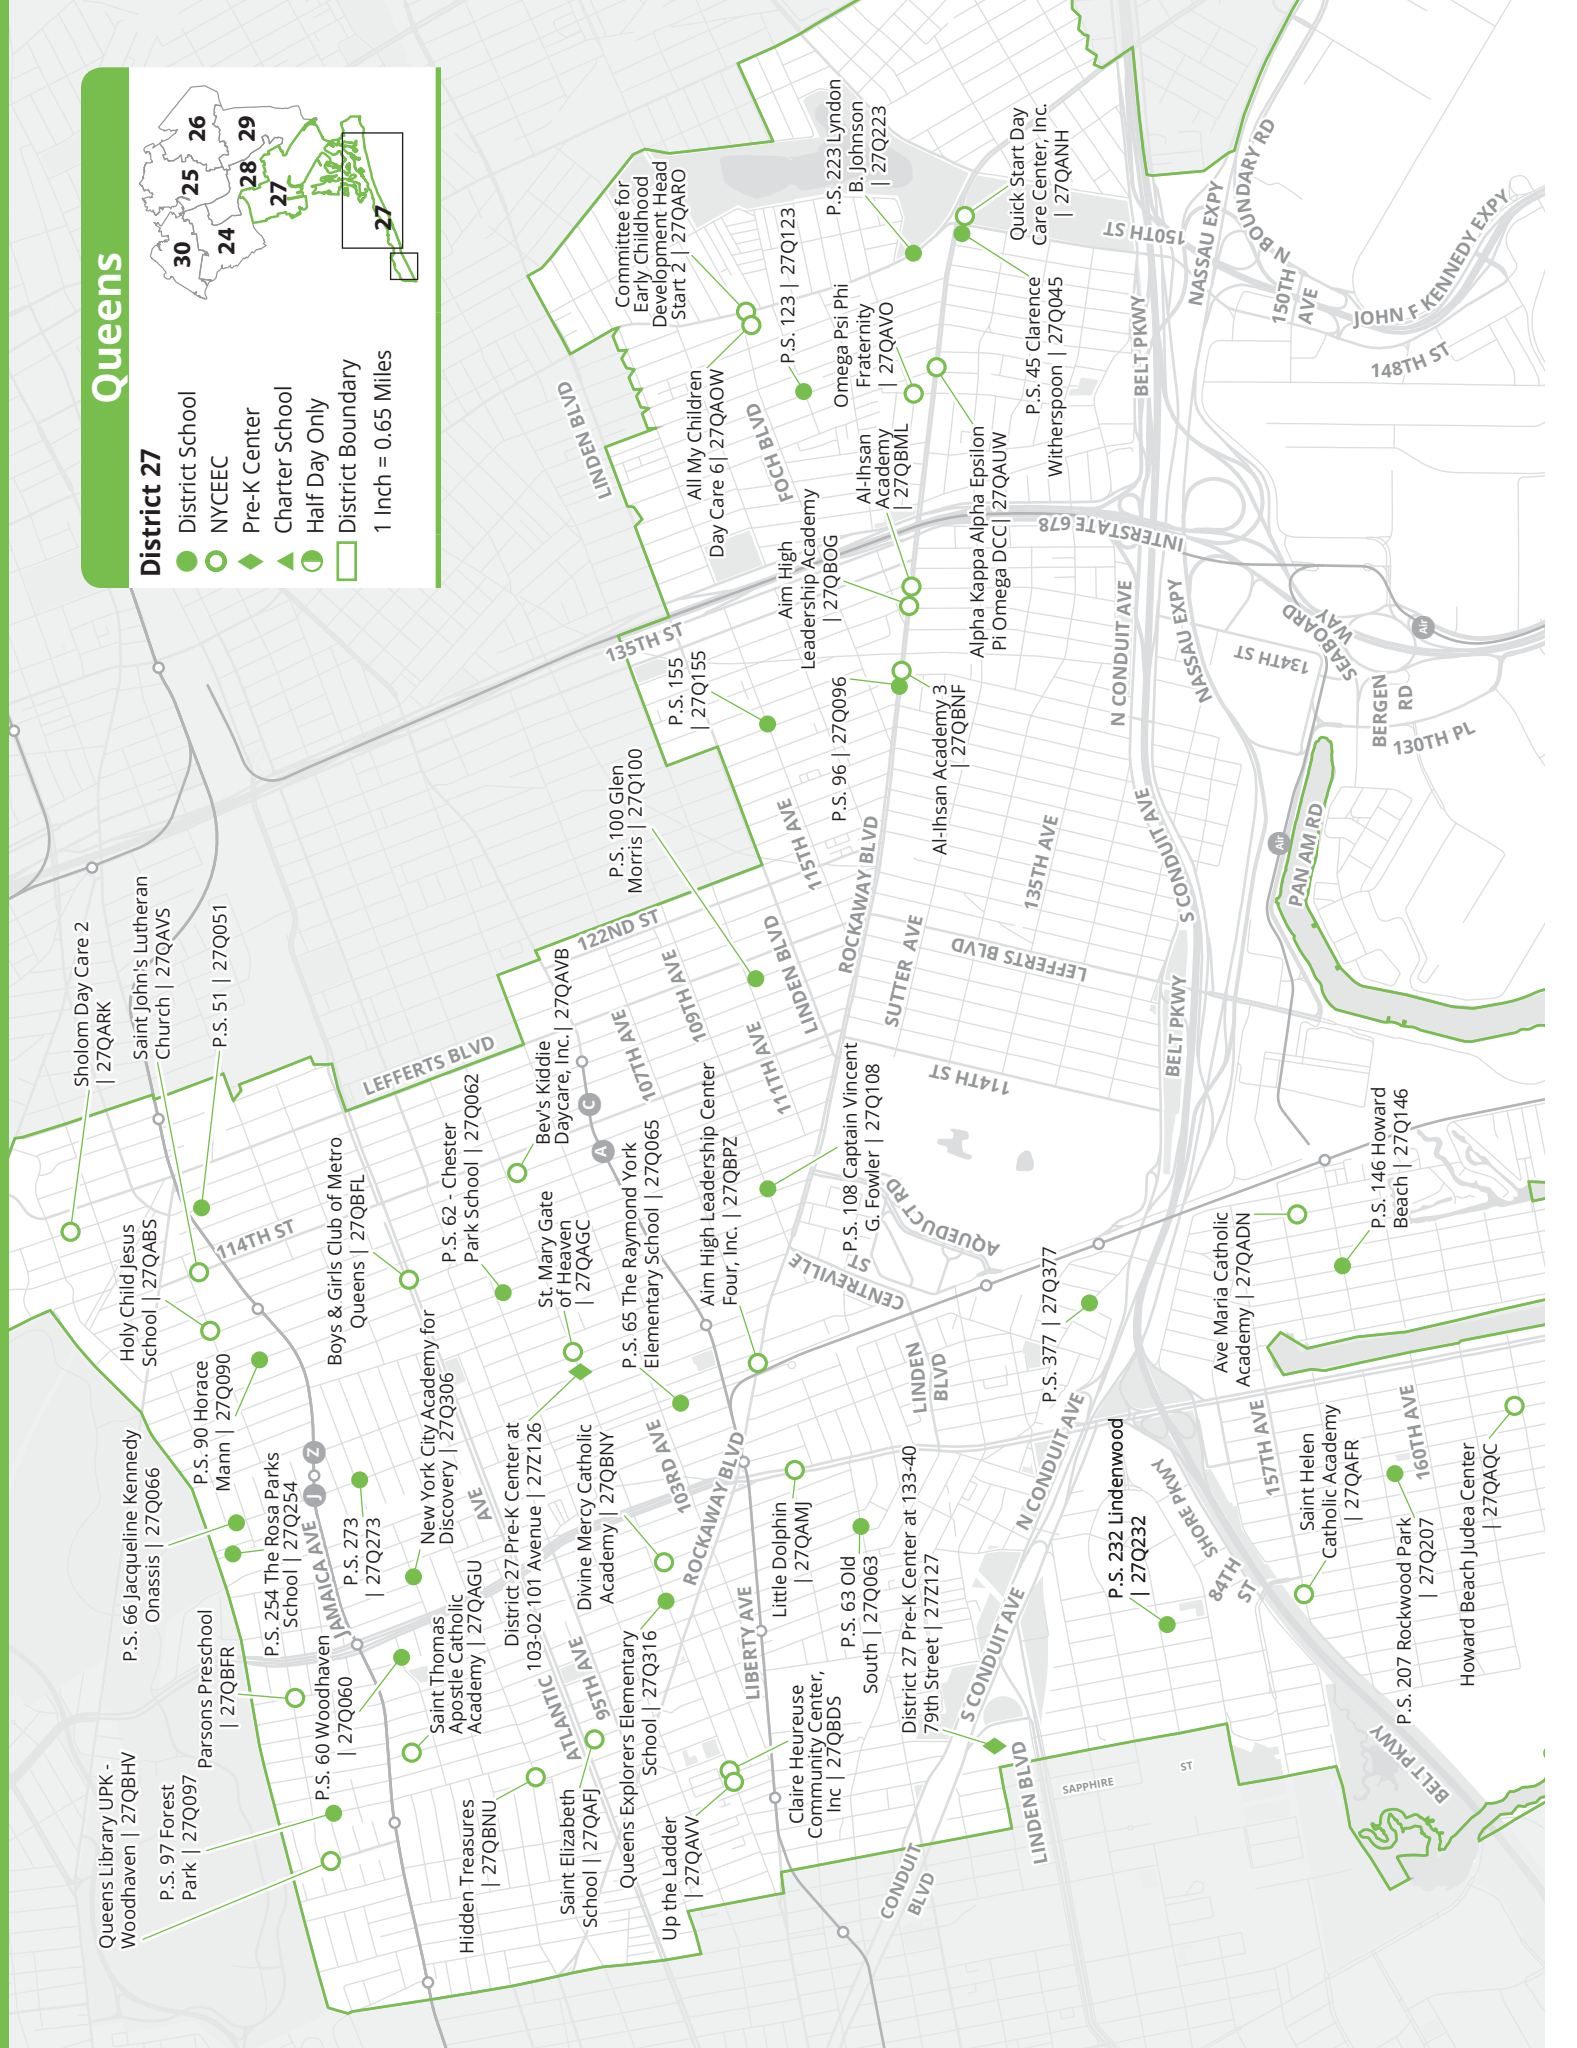 Queens
District 27
District School
NYCEEC
Pre-K Center
Charter School
Half Day Only
District Boundary
1 Inch = 0.65 Miles
30
25
26
24
28
29
27
27
Queens Library UPK -
Woodhaven | 27QBHV
P.S. 97 Forest
Park | 27Q097
Parsons Preschool
| 27QBFR
P.S. 66 Jacqueline Kennedy
Onassis | 27Q066
P.S. 90 Horace
Mann | 27Q090
Holy Child Jesus
School | 27QABS
Sholom Day Care 2
| 27QARK
Saint John's Lutheran
Church | 27QAVS
P.S. 51 | 27Q051
P.S. 254 The Rosa Parks
School | 27Q254
P.S. 60 Woodhaven
| 27Q060
P.S. 273
| 27Q273
Boys & Girls Club of Metro
Queens | 27QBFL
New York City Academy for
Discovery | 27Q306
Saint Thomas
Apostle Catholic
Academy | 27QAGU
P.S. 62 - Chester
Park School | 27Q062
Hidden Treasures
| 27QBNU
District 27 Pre-K Center at
103-02 101 Avenue | 27Z126
St. Mary Gate
of Heaven
| 27QAGC
Bev's Kiddie
Daycare, Inc.| 27QAVB
Saint Elizabeth
School | 27QAFJ
Divine Mercy Catholic
Academy | 27QBNY
Queens Explorers Elementary
School | 27Q316
P.S. 65 The Raymond York
Elementary School | 27Q065
P.S. 100 Glen
Morris | 27Q100
P.S. 155
| 27Q155
Committee for
Early Childhood
Development Head
Start 2 | 27QARO
All My Children
Day Care 6| 27QAOW
Up the Ladder
| 27QAVV
Aim High Leadership Center
Four, Inc. | 27QBPZ
Claire Heureuse
Community Center,
Inc | 27QBDS
Little Dolphin
| 27QAMJ
Aim High
Leadership Academy
| 27QBOG
P.S. 123 | 27Q123
P.S. 63 Old
South | 27Q063
P.S. 108 Captain Vincent
G. Fowler | 27Q108
P.S. 96 | 27Q096
Al-Ihsan
Academy
| 27QBML
Omega Psi Phi
Fraternity
| 27QAVO
P.S. 223 Lyndon
B. Johnson
| 27Q223
District 27 Pre-K Center at 133-40
79th Street | 27Z127
Al-Ihsan Academy 3
| 27QBNF
Alpha Kappa Alpha Epsilon
Pi Omega DCC| 27QAUW
P.S. 45 Clarence
Witherspoon | 27Q045
Quick Start Day
Care Center, Inc.
| 27QANH
P.S. 377 | 27Q377
P.S. 232 Lindenwood
| 27Q232
Ave Maria Catholic
Academy | 27QADN
Saint Helen
Catholic Academy
| 27QAFR
P.S. 146 Howard
Beach | 27Q146
P.S. 207 Rockwood Park
| 27Q207
Howard Beach Judea Center
| 27QAQC
114TH ST
JAMAICA AVE
J
Z
LEFFERTS BLVD
ATLANTIC
AVE
95TH AVE
103RD AVE
ROCKAWAY BLVD
LIBERTY AVE
A
C
107TH AVE
109TH AVE
111TH AVE
122ND ST
LINDEN BLVD
115TH AVE
135TH ST
LINDEN BLVD
FOCH BLVD
ROCKAWAY BLVD
SUTTER AVE
LEFFERTS BLVD
135TH AVE
114TH ST
AQUEDUCT RD
CENTREVILLE
ST
LINDEN
BLVD
CONDUIT
BLVD
S CONDUIT AVE
N CONDUIT AVE
LINDEN BLVD
SAPPHIRE
ST
BELT PKWY
SHORE PKWY
84TH
ST
157TH AVE
160TH AVE
BELT PKWY
S CONDUIT AVE
N CONDUIT AVE
NASSAU EXPY
INTERSTATE 678
BELT PKWY
150TH ST
NASSAU EXPY
N BOUNDARY RD
150TH
AVE
JOHN F KENNEDY EXPY
148TH ST
134TH ST
SEABOARD
WAY
Air
BERGEN
RD
130TH PL
Air
PAN AM RD